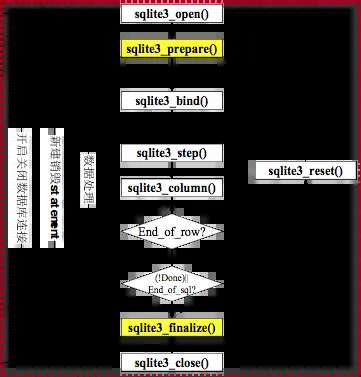 sqlite3_open()
sqlite3_prepare()
sqlite3_bind()
sqlite3_step()
sqlite3_column()
sqlite3_reset()
End_of_row?
(!Done)||
End_of_sql?
sqlite3_finalize()
sqlite3_close()
开启关闭数据库连接
新建销毁statement
数据处理